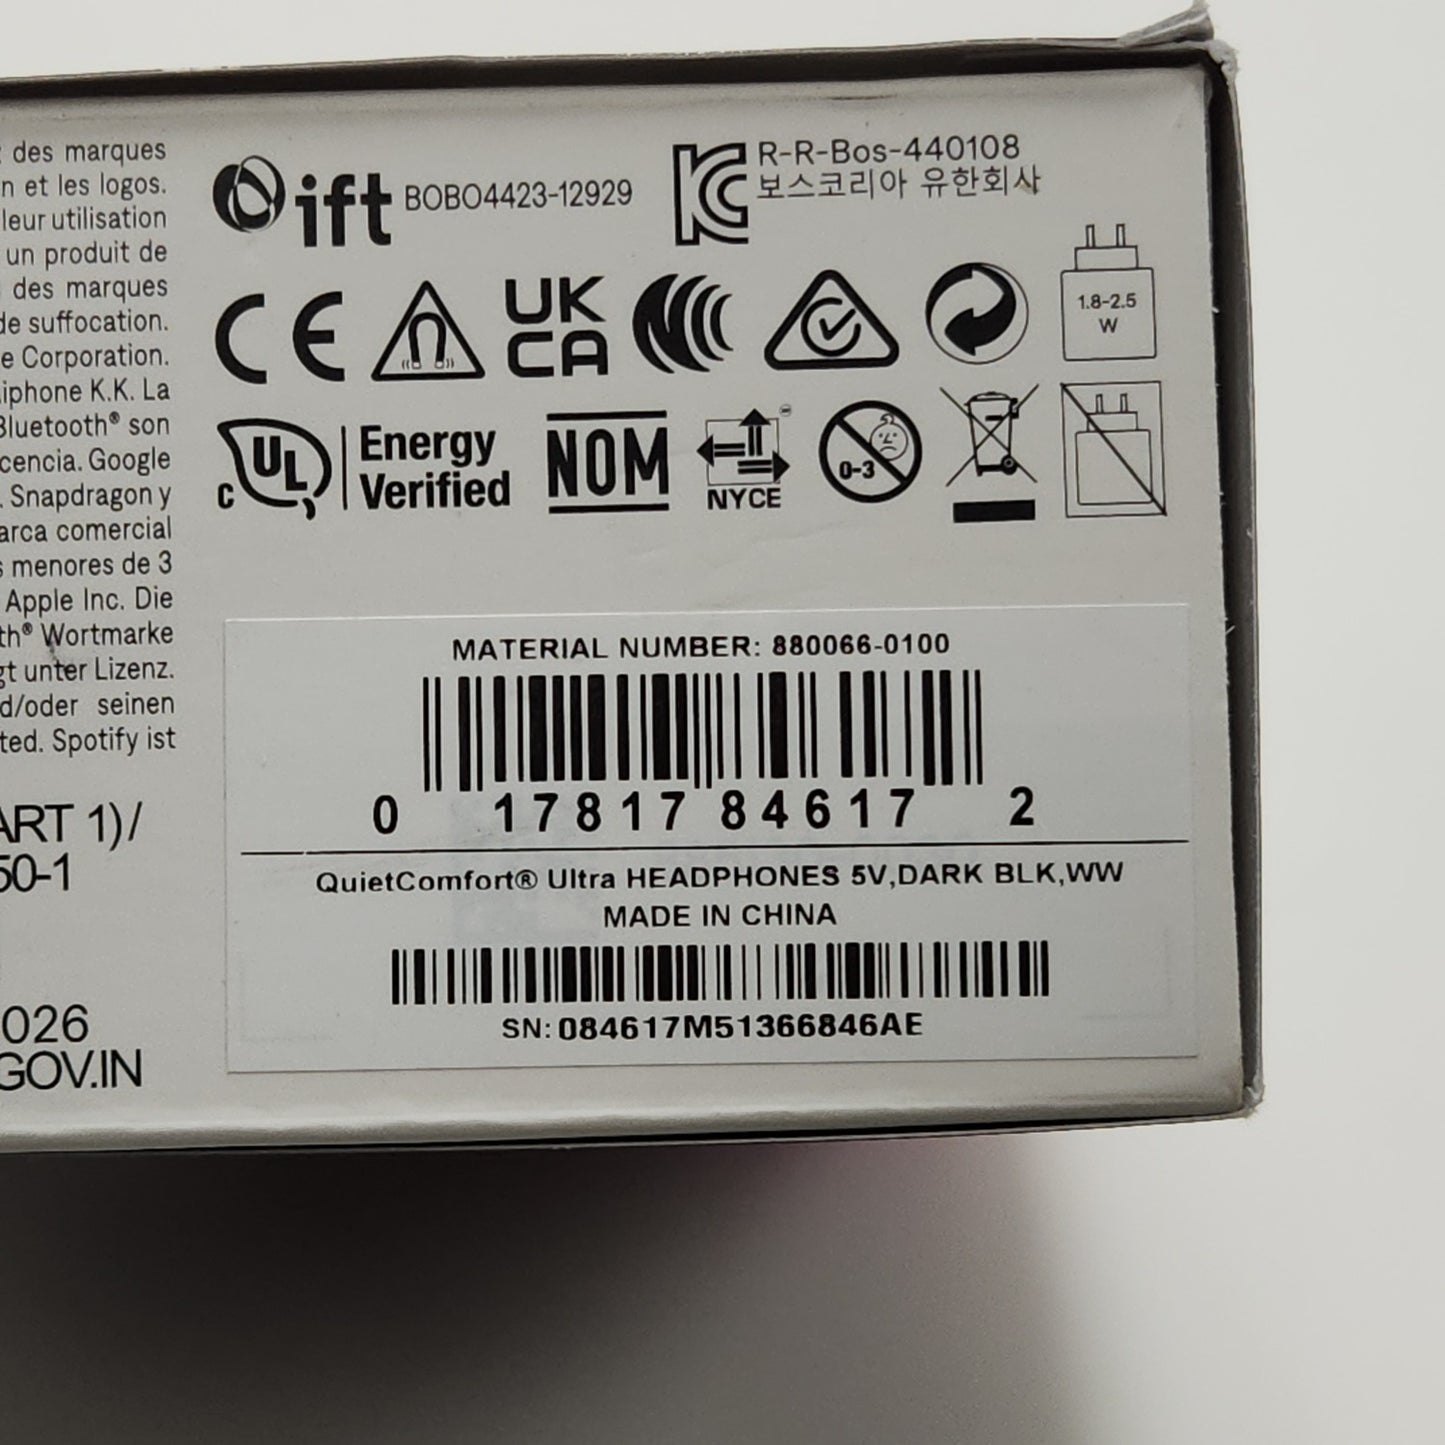 des marques
n et les logos.
leur utilisation
un produit de
des marques
de suffocation.
e Corporation.
iphone K.K. La
Bluetooth® son
cencia. Google
. Snapdragon y
arca comercial
s menores de 3
Apple Inc. Die
th® Wortmarke
gt unter Lizenz.
d/oder seinen
ted. Spotify ist
ART 1)/
50-1
026
GOV.IN
ift BOBO4423-12929
R-R-Bos-440108
보스코리아 유한회사
CE
UK
CA
1.8-2.5
W
C UL Energy
Verified
NOM
NYCE
0-3
MATERIAL NUMBER: 880066-0100
0 17817 84617 2
QuietComfort® Ultra HEADPHONES 5V,DARK BLK,WW
MADE IN CHINA
SN: 084617M51366846AE